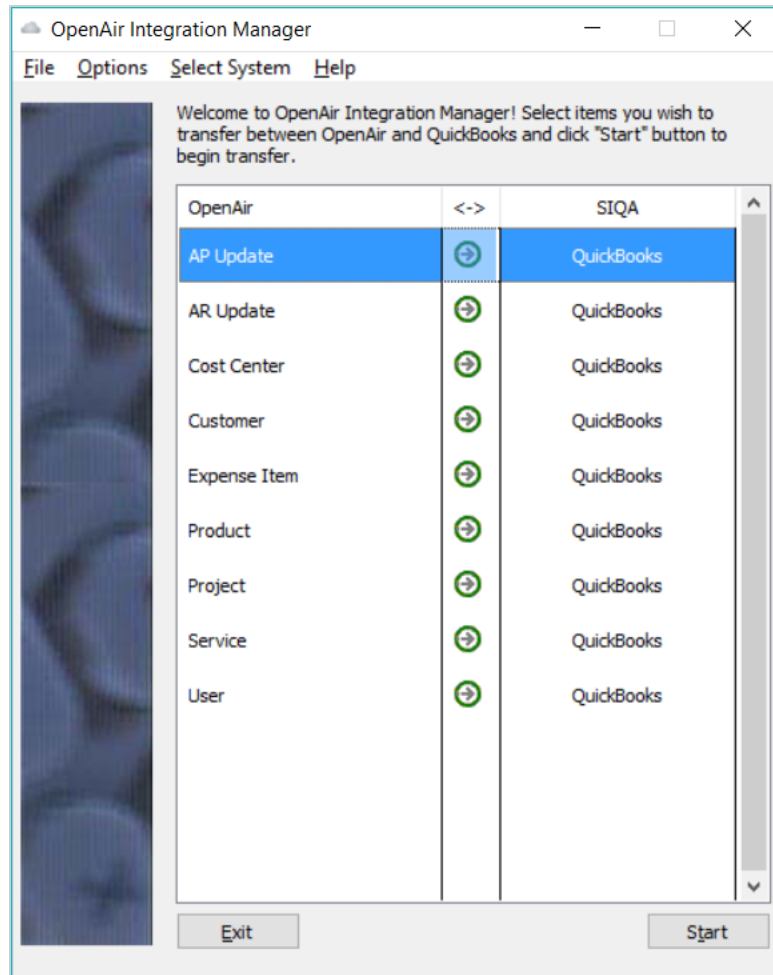 OpenAir Integration Manager
File Options Select System Help
Welcome to OpenAir Integration Manager! Select items you wish to
transfer between OpenAir and QuickBooks and click "Start" button to
begin transfer.
OpenAir <-> SIQA
AP Update QuickBooks
AR Update QuickBooks
Cost Center QuickBooks
Customer QuickBooks
Expense Item QuickBooks
Product QuickBooks
Project QuickBooks
Service QuickBooks
User QuickBooks
Exit Start